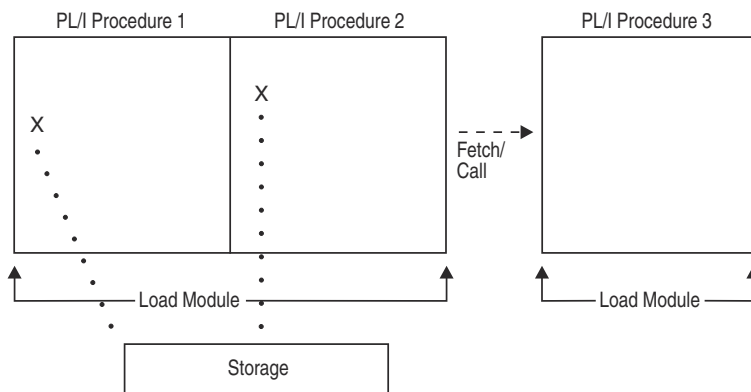 PL/I Procedure 1
PL/I Procedure 2
PL/I Procedure 3
X
X
Fetch/
Call
Load Module
Load Module
Storage